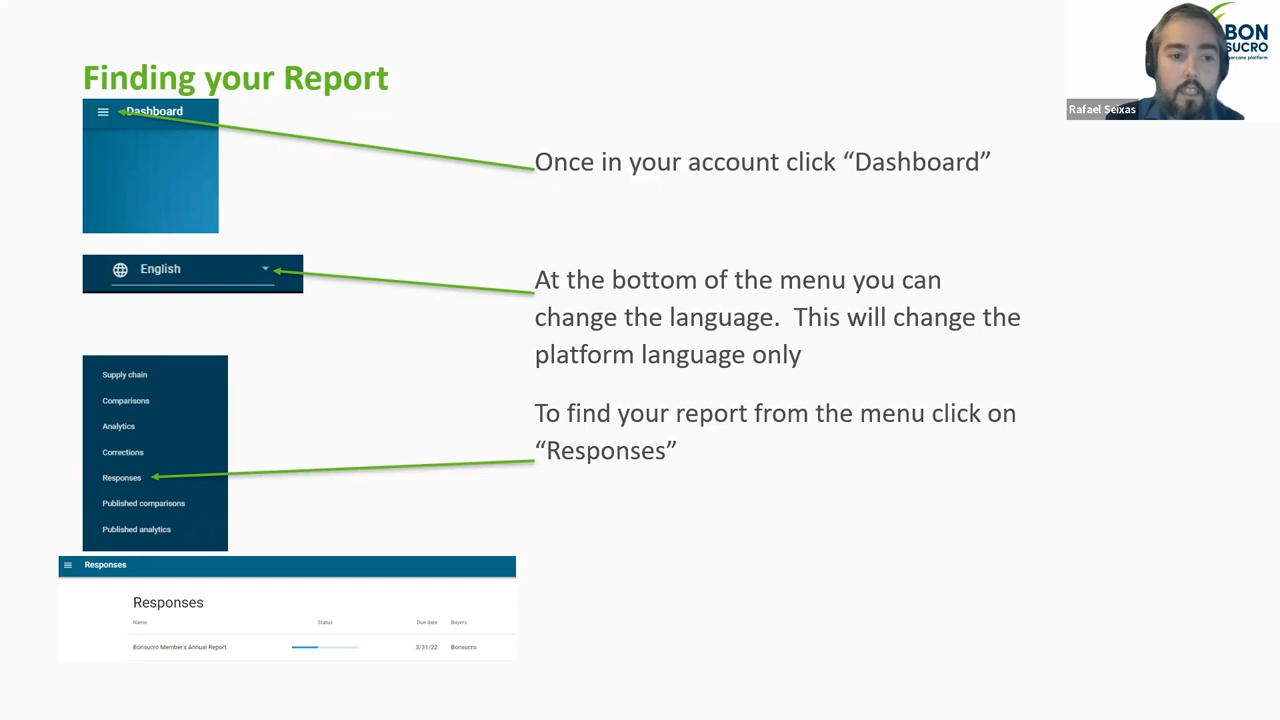 Finding your Report
Dashboard
Once in your account click “Dashboard”
English
At the bottom of the menu you can
change the language.  This will change the
platform language only
To find your report from the menu click on
“Responses”
Supply chain
Comparisons
Analytics
Corrections
Responses
Published comparisons
Published analytics
Responses
Responses
Name Status Due date Buyers
Bonsucro Member's Annual Report 3/31/22 Bonsucro
BON
SUCRO
platform
Rafael Seixas